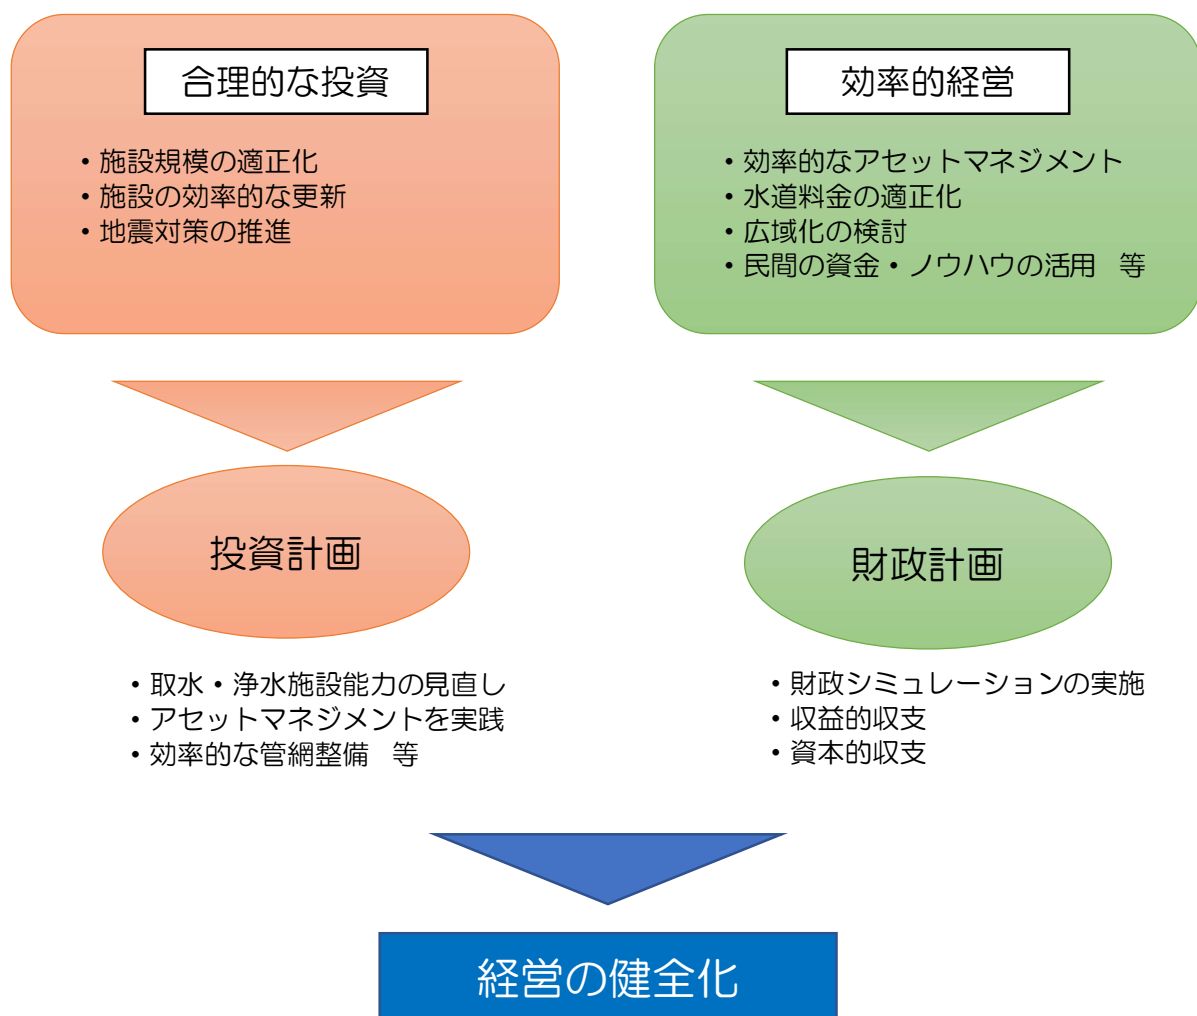 合理的な投資
・施設規模の適正化
・施設の効率的な更新
・地震対策の推進
効率的経営
・効率的なアセットマネジメント
・水道料金の適正化
・広域化の検討
・民間の資金・ノウハウの活用　等
投資計画
・取水・浄水施設能力の見直し
・アセットマネジメントを実践
・効率的な管網整備　等
財政計画
・財政シミュレーションの実施
・収益的収支
・資本的収支
経営の健全化